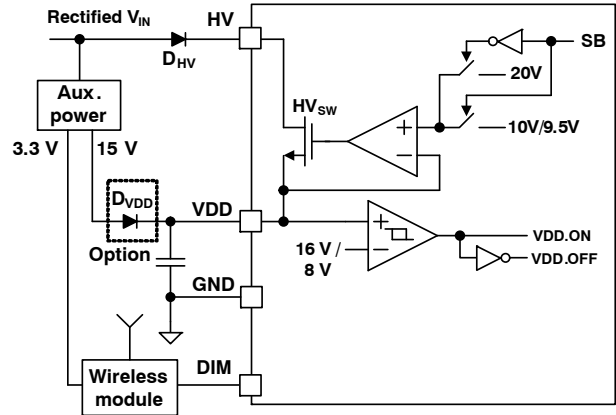 Rectified VIN
HV
DHV
SB
20V
Aux.
power
HVSW
10V/9.5V
3.3 V
15 V
+
−
DVDD
VDD
Option
+
−
16 V /
8 V
VDD.ON
VDD.OFF
GND
DIM
Wireless
module